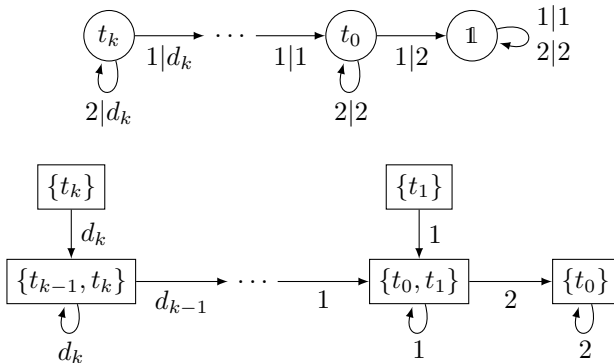 t_k ⋯ t_0 𝟙
1|d_k 1|1 1|2 1|1
2|2
2|d_k 2|2
{t_k} {t_1}
d_k 1
{t_{k−1}, t_k} ⋯ {t_0, t_1} {t_0}
d_{k−1} 1 2
d_k 1 2